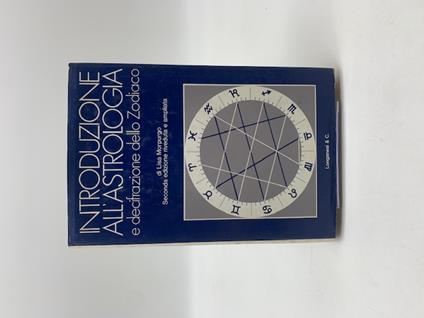 INTRODUZIONE
ALL'ASTROLOGIA
e decifrazione dello Zodiaco
di Lisa Morpurgo
Seconda edizione riveduta e ampliata
Longanesi & C.